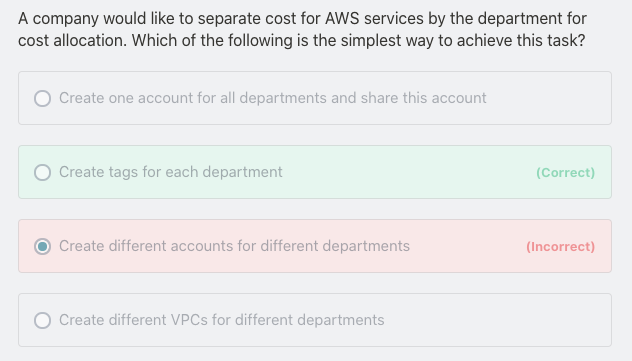 A company would like to separate cost for AWS services by the department for
cost allocation. Which of the following is the simplest way to achieve this task?
Create one account for all departments and share this account
Create tags for each department (Correct)
Create different accounts for different departments (Incorrect)
Create different VPCs for different departments